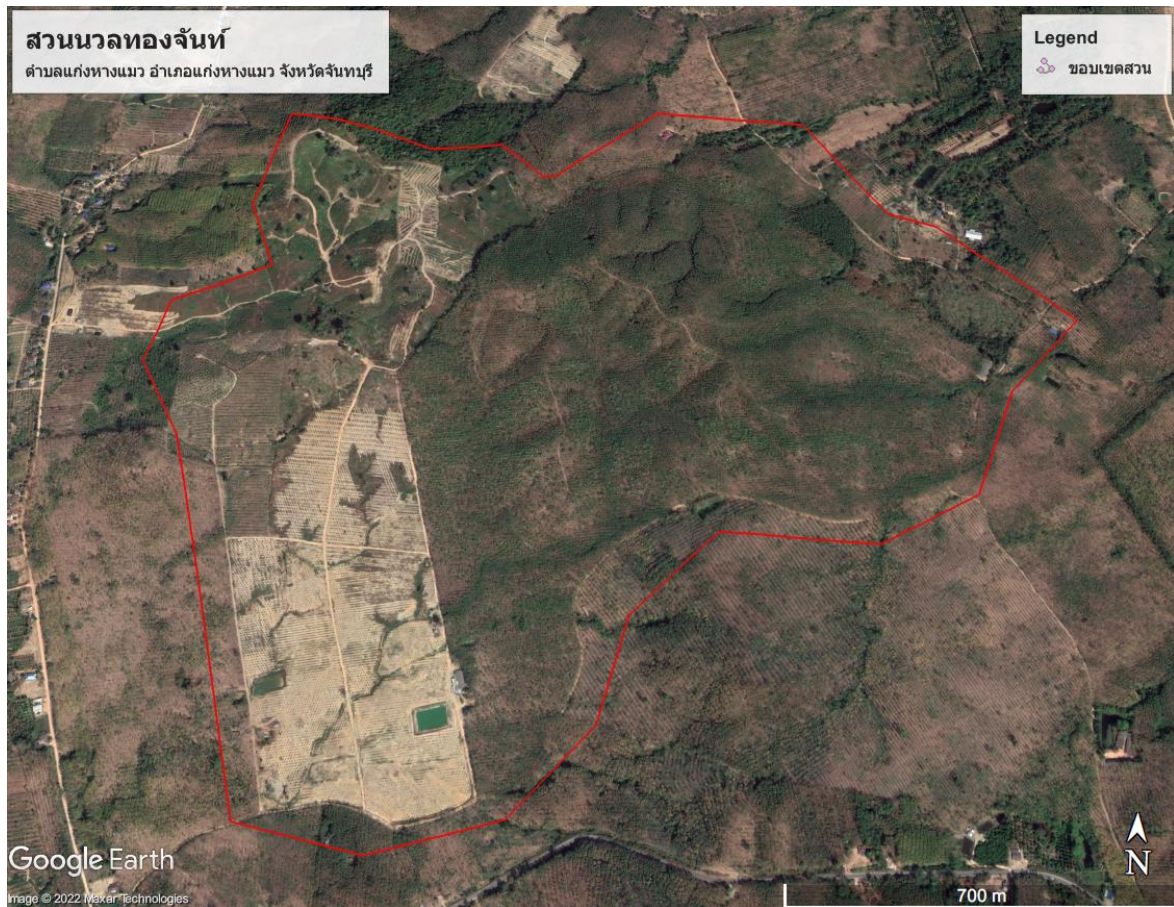 สวนนวลทองจันท์
ตำบลแก่งหางแมว อำเภอแก่งหางแมว จังหวัดจันทบุรี
Legend
ขอบเขตสวน
N
Google Earth
Image © 2022 Maxar Technologies
700 m